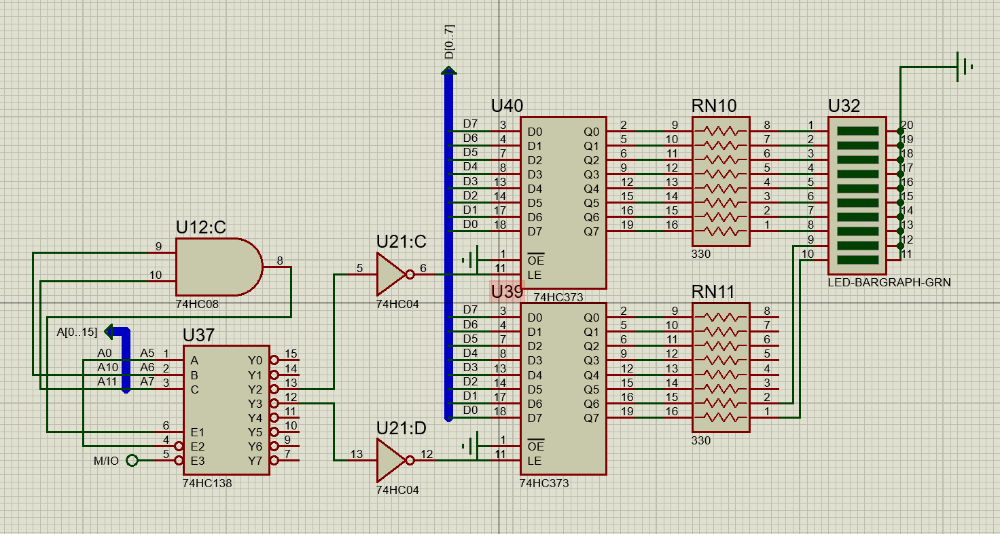 D[0..7]
U40
RN10
U32
D7 3 D0 Q0 2 9 8 1 20
D6 4 D1 Q1 5 10 7 2 19
D5 7 D2 Q2 6 11 6 3 18
D4 8 D3 Q3 9 12 5 4 17
D3 13 D4 Q4 12 13 4 5 16
D2 14 D5 Q5 15 14 3 6 15
D1 17 D6 Q6 16 15 2 7 14
D0 18 D7 Q7 19 16 1 8 13
9 12
10 11
1 OE
11 LE
330
LED-BARGRAPH-GRN
74HC373
U12:C
9
10
8
74HC08
U21:C
5 6
74HC04
U39
RN11
D7 3 D0 Q0 2 9 8
D6 4 D1 Q1 5 10 7
D5 7 D2 Q2 6 11 6
D4 8 D3 Q3 9 12 5
D3 13 D4 Q4 12 13 4
D2 14 D5 Q5 15 14 3
D1 17 D6 Q6 16 15 2
D0 18 D7 Q7 19 16 1
1 OE
11 LE
330
74HC373
A[0..15]
U37
A0 A5 1 A Y0 15
A10 A6 2 B Y1 14
A11 A7 3 C Y2 13
Y3 12
Y4 11
6 E1 Y5 10
4 E2 Y6 9
M/IO 5 E3 Y7 7
74HC138
U21:D
13 12
74HC04